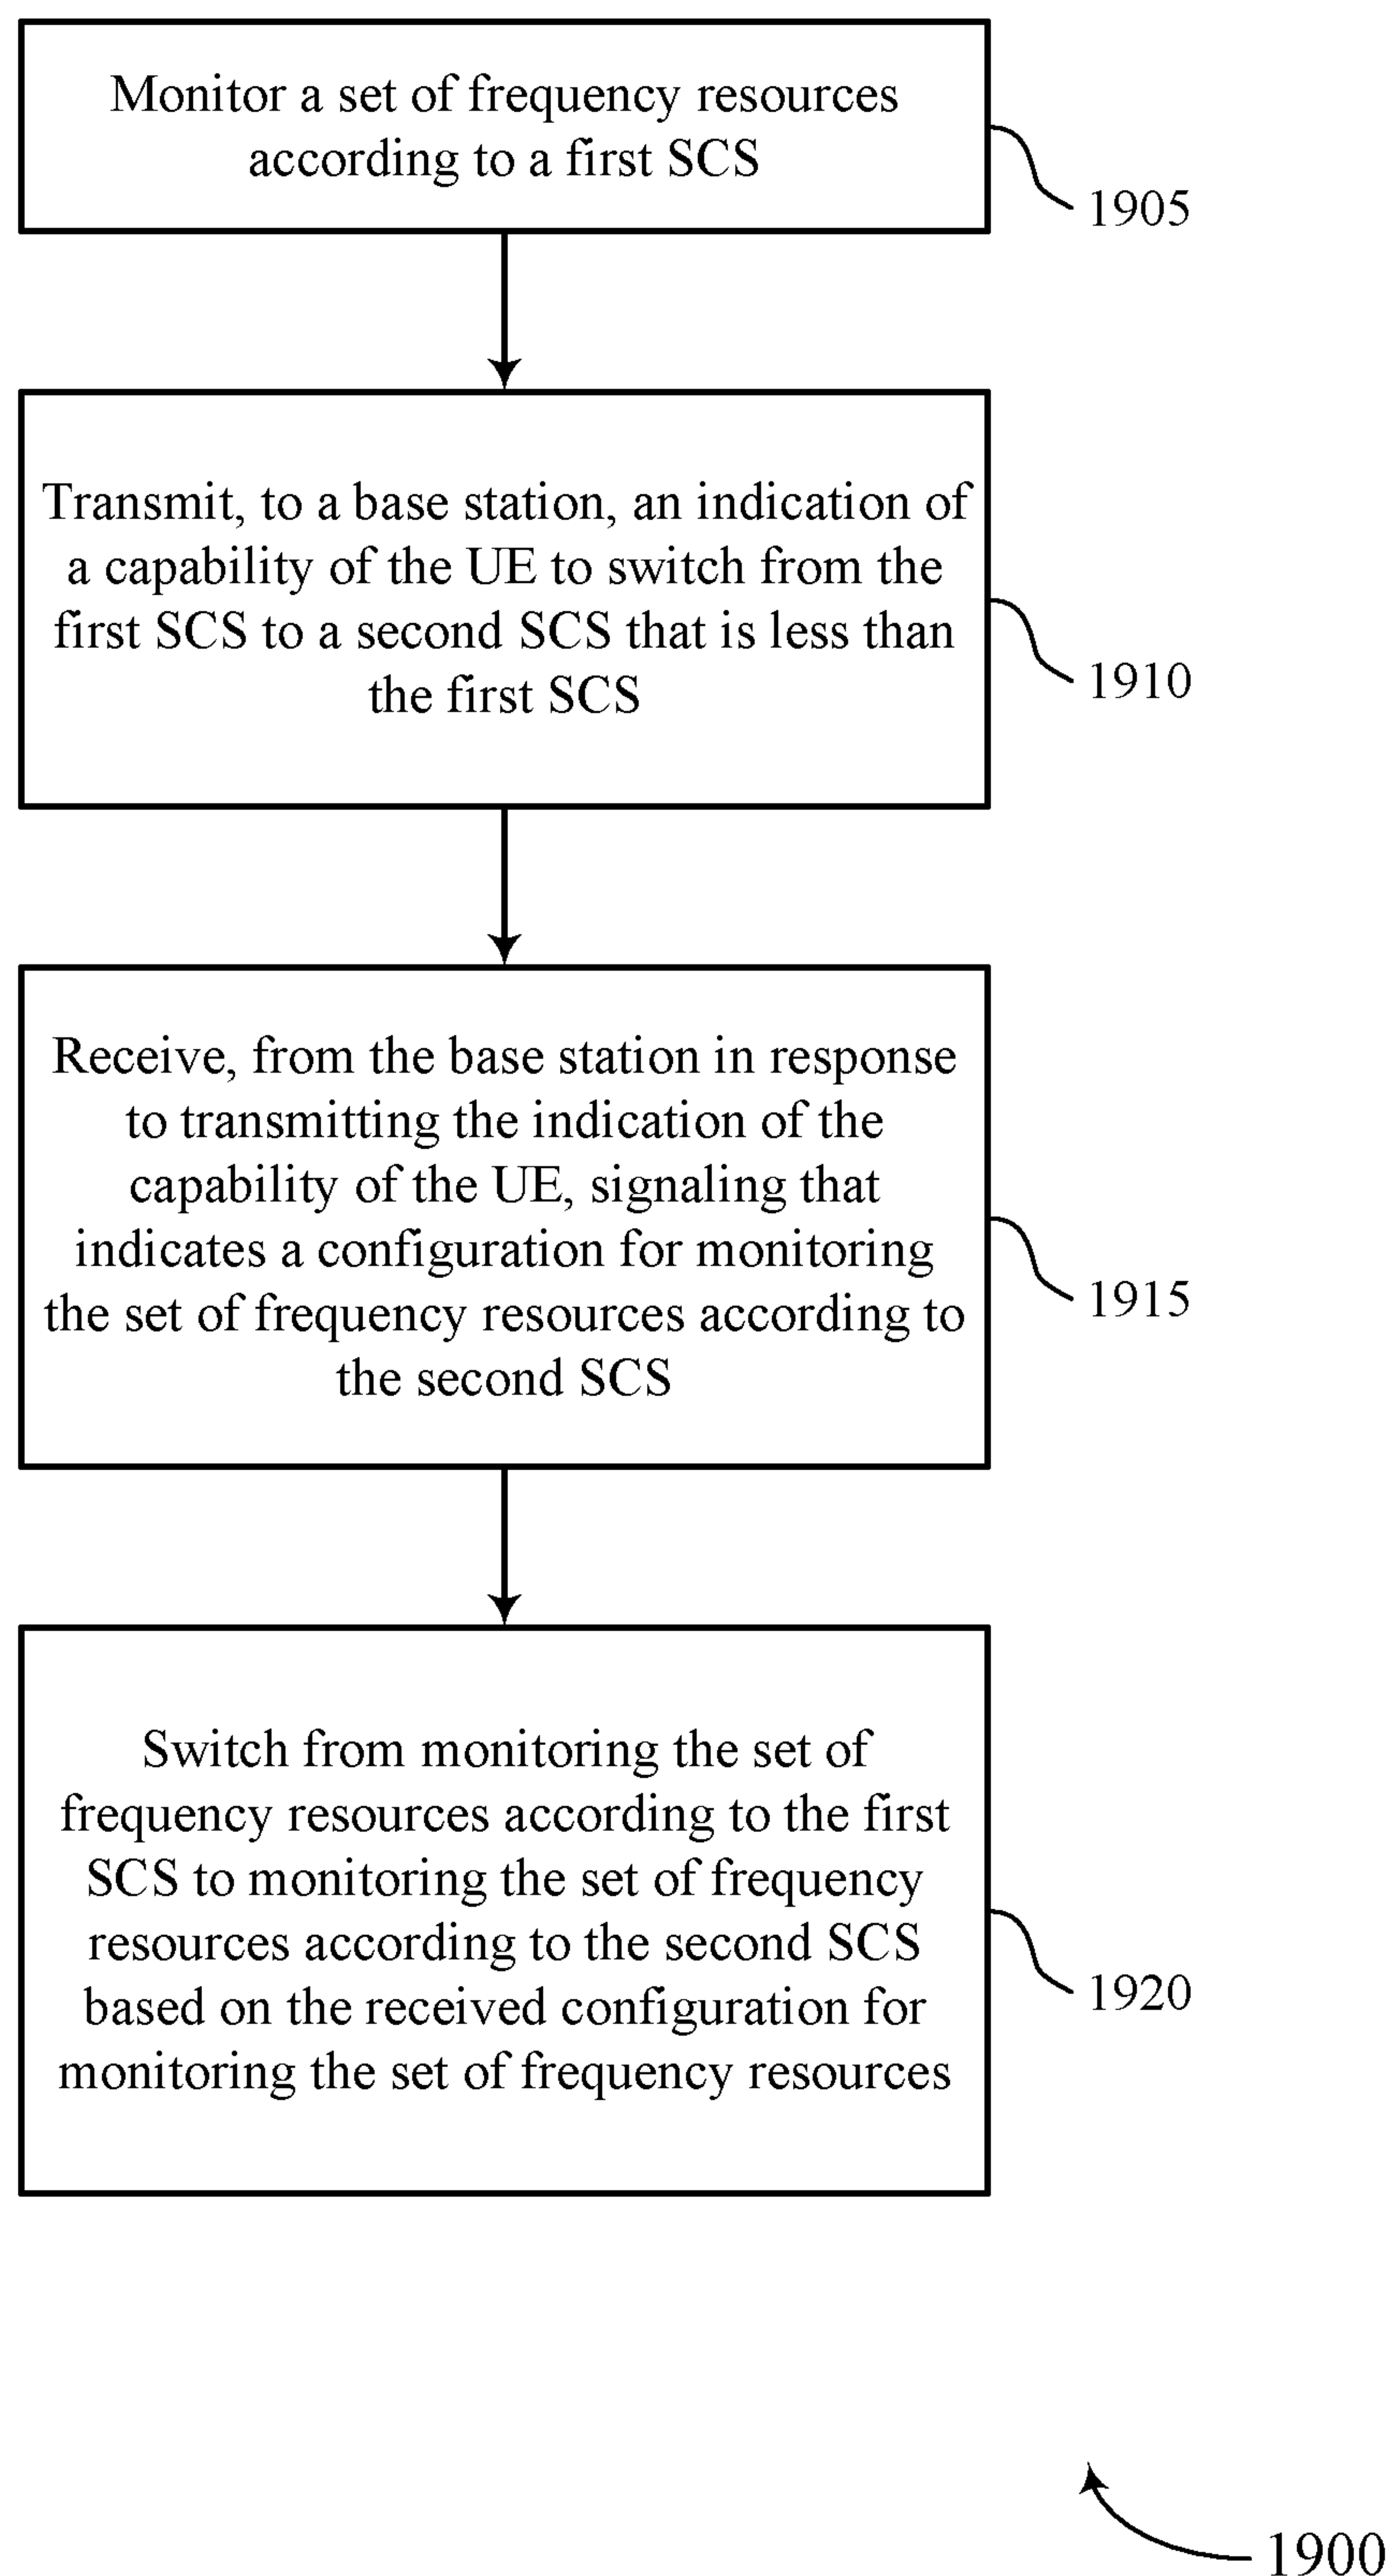 Monitor a set of frequency resources
according to a first SCS
1905
Transmit, to a base station, an indication of
a capability of the UE to switch from the
first SCS to a second SCS that is less than
the first SCS
1910
Receive, from the base station in response
to transmitting the indication of the
capability of the UE, signaling that
indicates a configuration for monitoring
the set of frequency resources according to
the second SCS
1915
Switch from monitoring the set of
frequency resources according to the first
SCS to monitoring the set of frequency
resources according to the second SCS
based on the received configuration for
monitoring the set of frequency resources
1920
1900